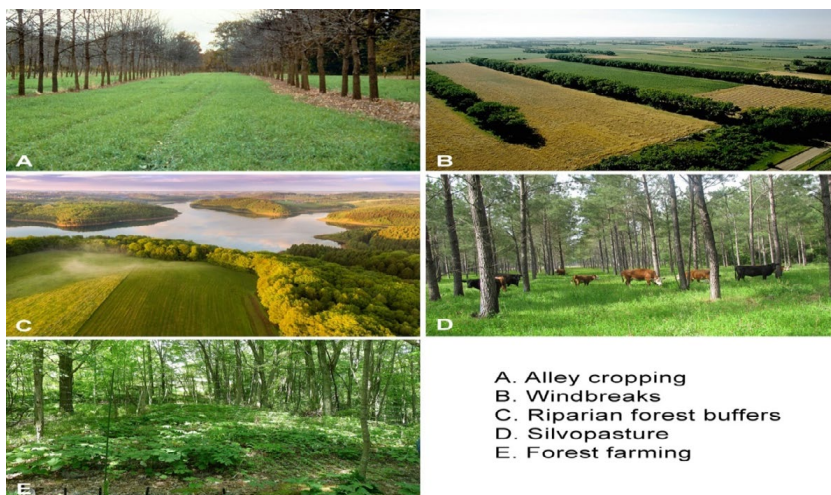 A
B
C
D
E
A. Alley cropping
B. Windbreaks
C. Riparian forest buffers
D. Silvopasture
E. Forest farming